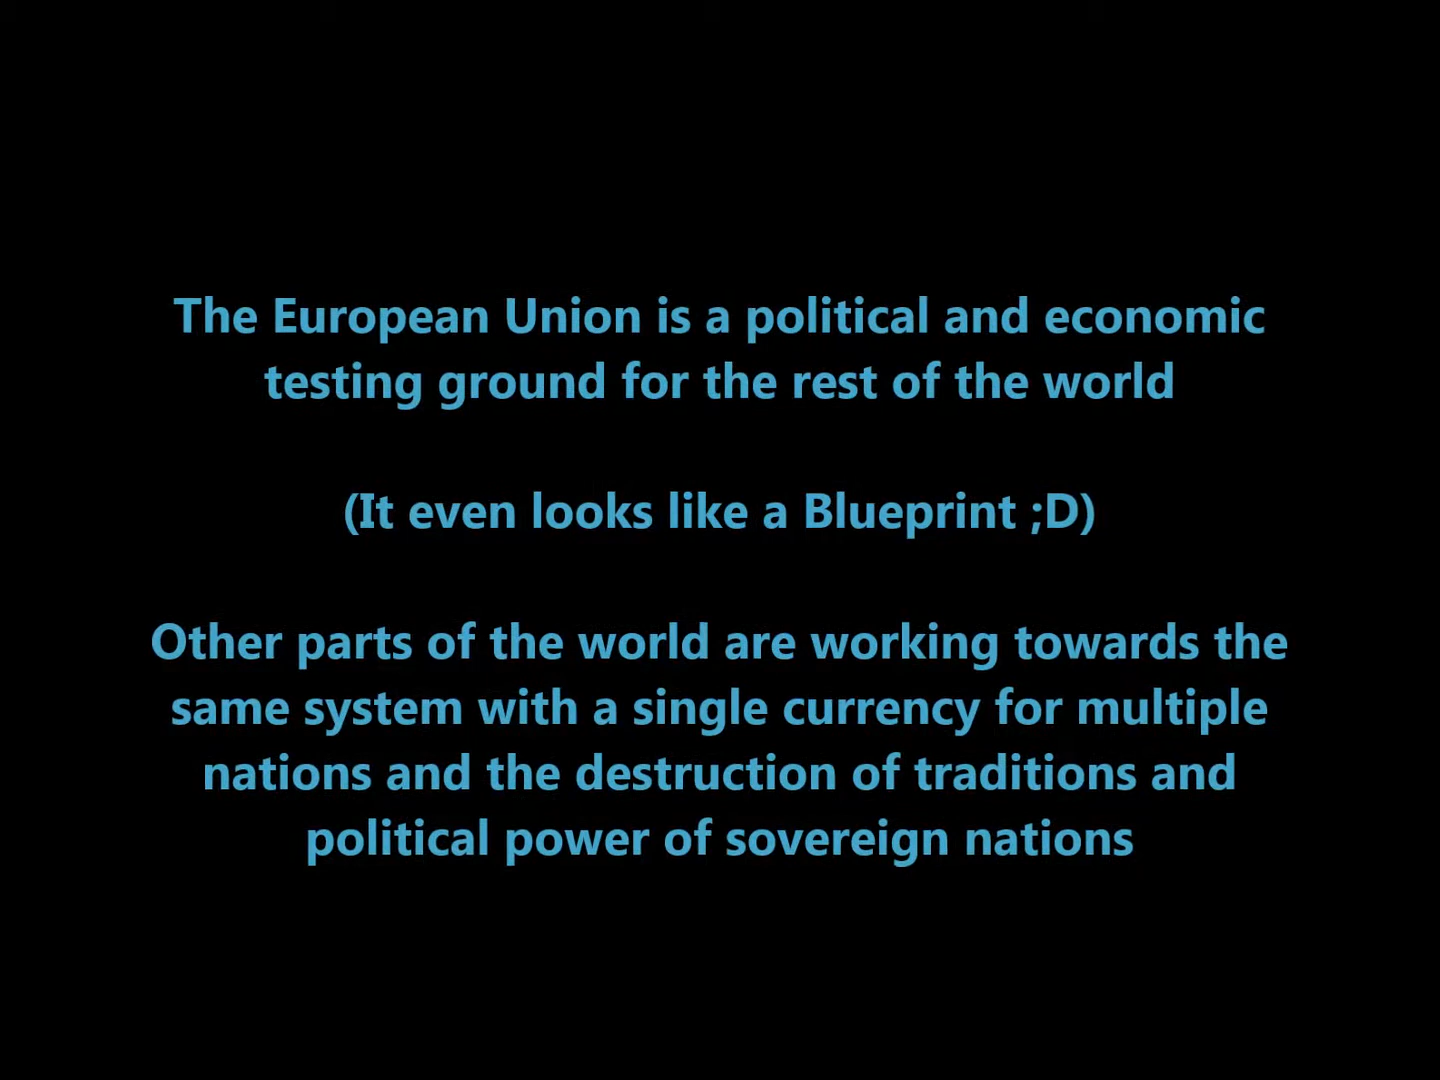 The European Union is a political and economic
testing ground for the rest of the world
(It even looks like a Blueprint ;D)
Other parts of the world are working towards the
same system with a single currency for multiple
nations and the destruction of traditions and
political power of sovereign nations